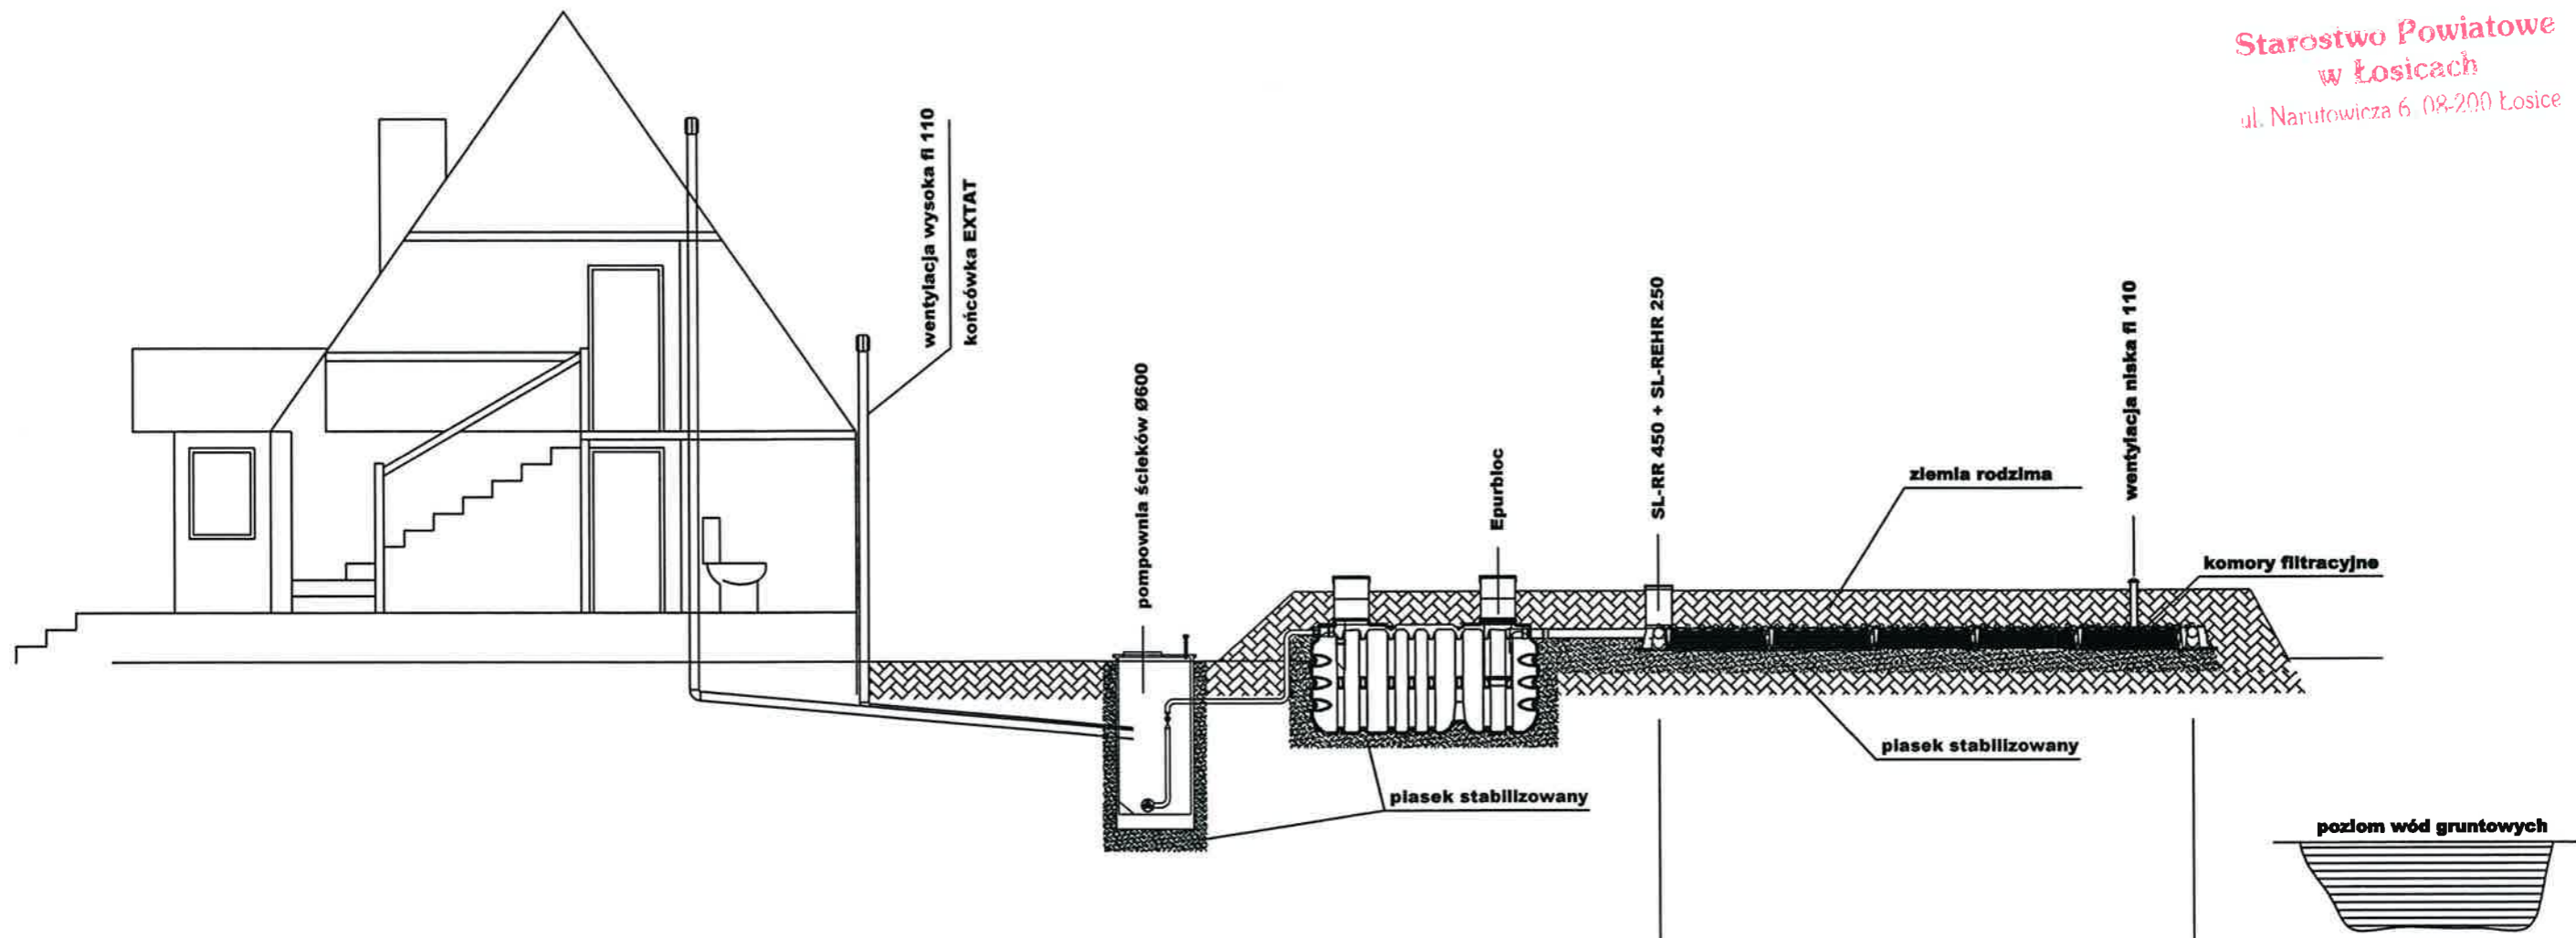 Starostwo Powiatowe
w Łosicach
ul. Narutowicza 6 08-200 Łosice
wentylacja wysoka fi 110
końcówka EXTAT
pompownia ścieków Ø600
Epurbloc
SL-RR 450 + SL-REHR 250
ziemia rodzima
wentylacja niska fi 110
komory filtracyjne
piasek stabilizowany
piasek stabilizowany
poziom wód gruntowych